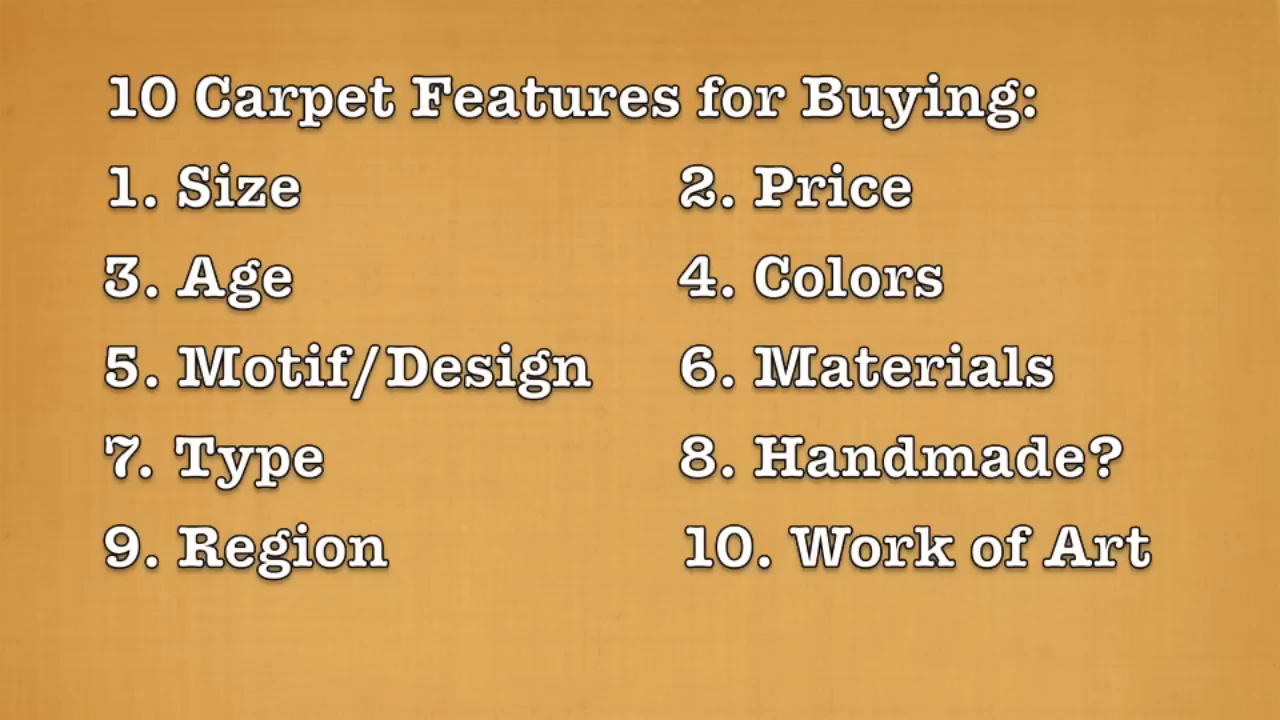 10 Carpet Features for Buying:
1. Size 2. Price
3. Age 4. Colors
5. Motif/Design 6. Materials
7. Type 8. Handmade?
9. Region 10. Work of Art